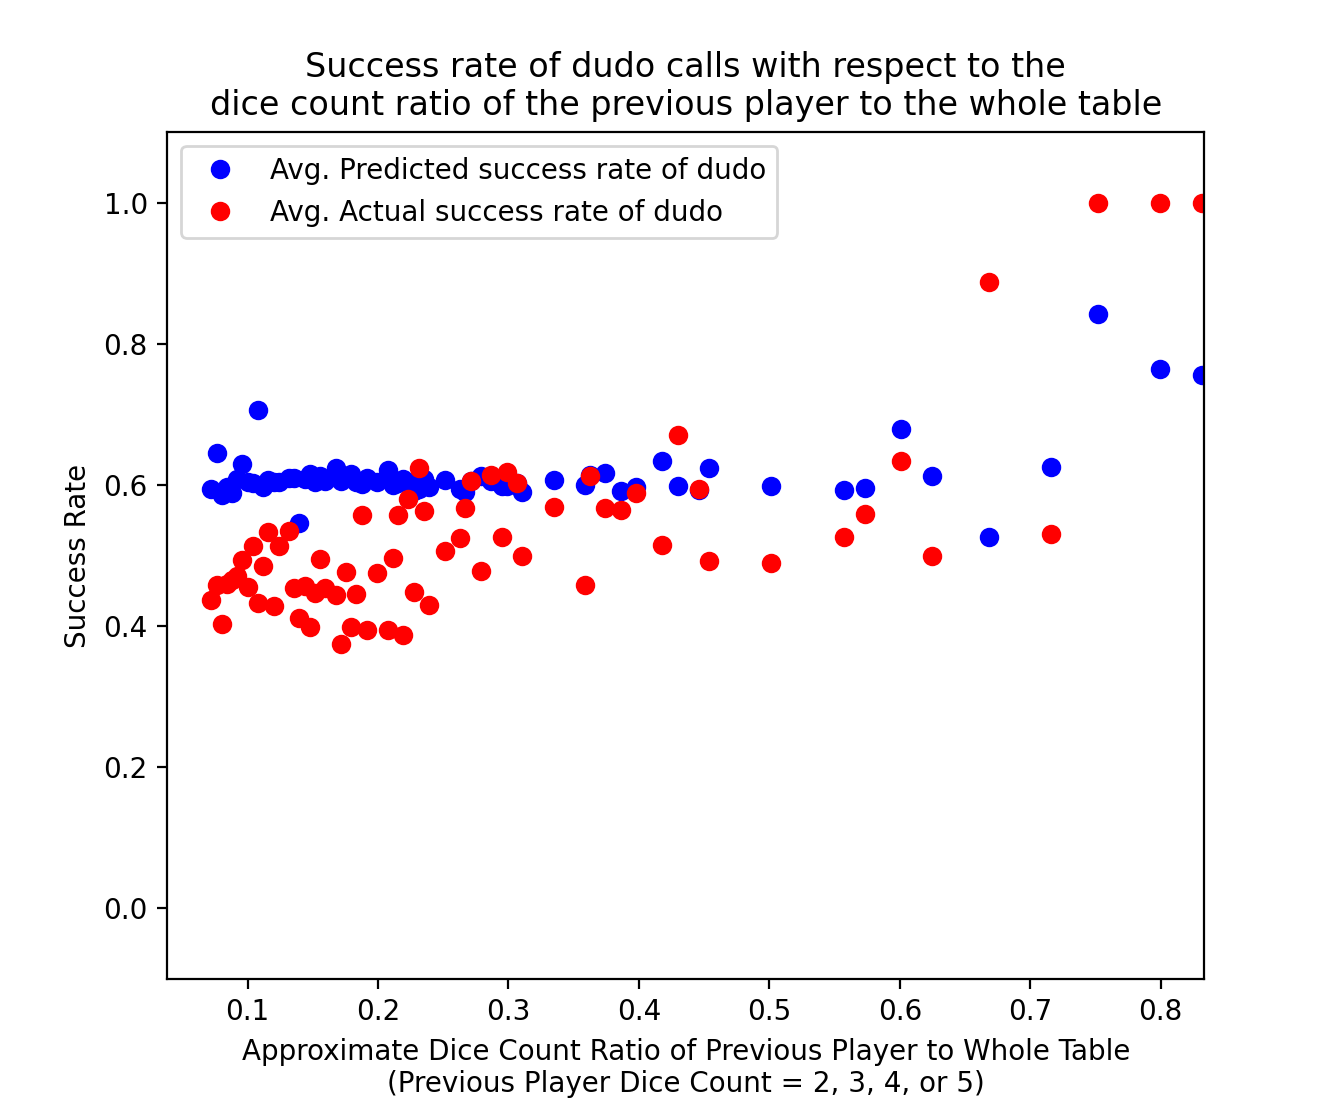 Success rate of dudo calls with respect to the
dice count ratio of the previous player to the whole table
Avg. Predicted success rate of dudo
Avg. Actual success rate of dudo
1.0
0.8
0.6
0.4
0.2
0.0
Success Rate
0.1 0.2 0.3 0.4 0.5 0.6 0.7 0.8
Approximate Dice Count Ratio of Previous Player to Whole Table
(Previous Player Dice Count = 2, 3, 4, or 5)